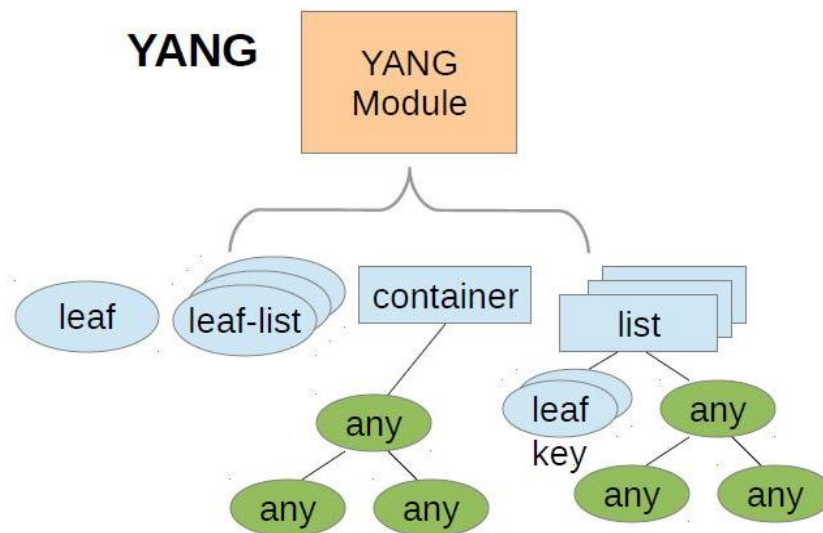 YANG
YANG
Module
leaf
leaf-list
container
list
any
leaf
key
any
any
any
any
any